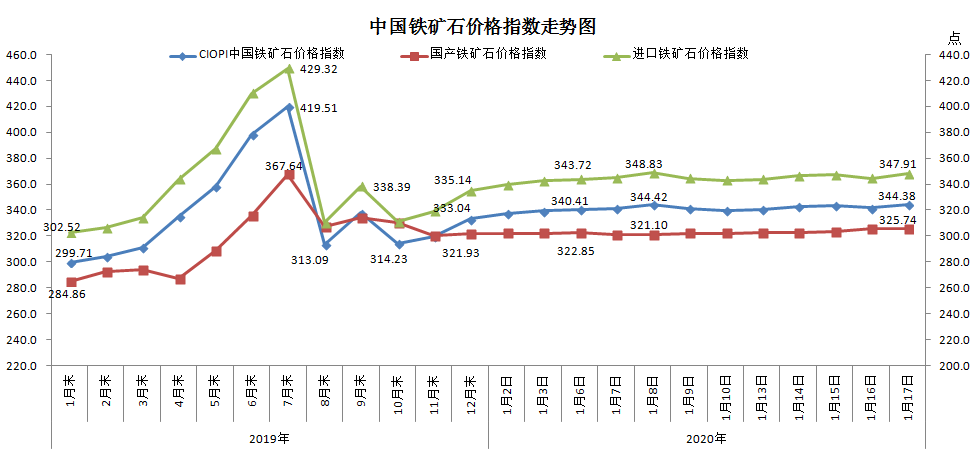 中国铁矿石价格指数走势图
点
CIOPI中国铁矿石价格指数 国产铁矿石价格指数 进口铁矿石价格指数
460.0 440.0
440.0 420.0
420.0 400.0
400.0 380.0
380.0 360.0
360.0 340.0
340.0 320.0
320.0 300.0
300.0 280.0
280.0 260.0
260.0 240.0
240.0 220.0
220.0 200.0
429.32
419.51
367.64
343.72 348.83 347.91
338.39 335.14
340.41 344.42 344.38
302.52 333.04 321.10 325.74
299.71 313.09 314.23 321.93 322.85
284.86
1月末 2月末 3月末 4月末 5月末 6月末 7月末 8月末 9月末 10月末 11月末 12月末 1月2日 1月3日 1月6日 1月7日 1月8日 1月9日 1月10日 1月13日 1月14日 1月15日 1月16日 1月17日
2019年 2020年